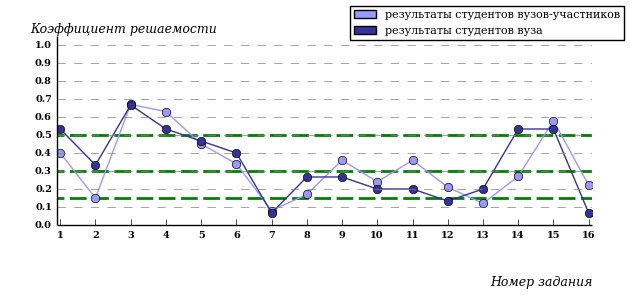 результаты студентов вузов-участников
результаты студентов вуза
Коэффициент решаемости
1.0
0.9
0.8
0.7
0.6
0.5
0.4
0.3
0.2
0.1
0.0
1 2 3 4 5 6 7 8 9 10 11 12 13 14 15 16
Номер задания